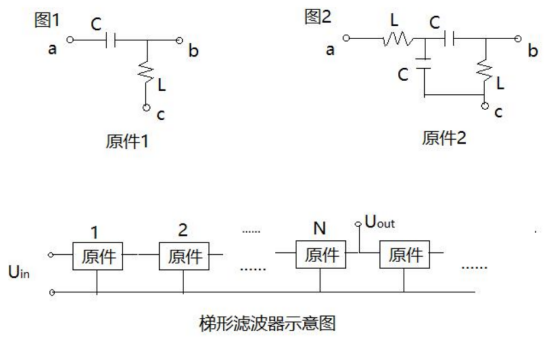 图1
C
a
b
L
c
原件1
图2
L
C
a
b
C
L
c
原件2
1 2 ...... N Uout
原件 原件 原件 原件
Uin ...... ......
梯形滤波器示意图